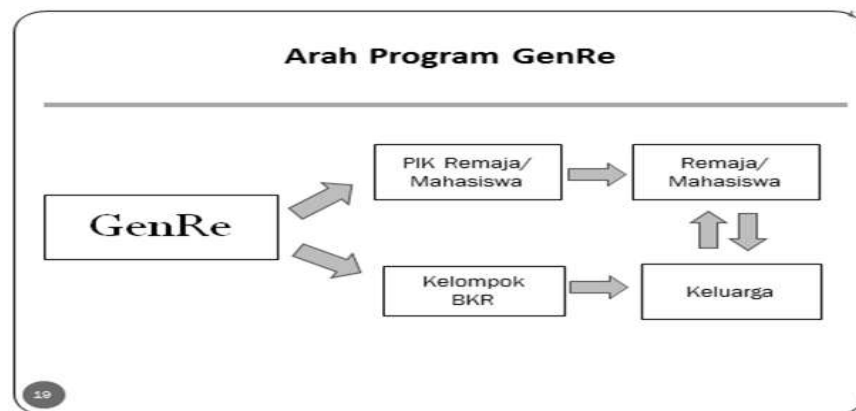 Arah Program GenRe
PIK Remaja/
Mahasiswa
Remaja/
Mahasiswa
GenRe
Kelompok
BKR
Keluarga
19